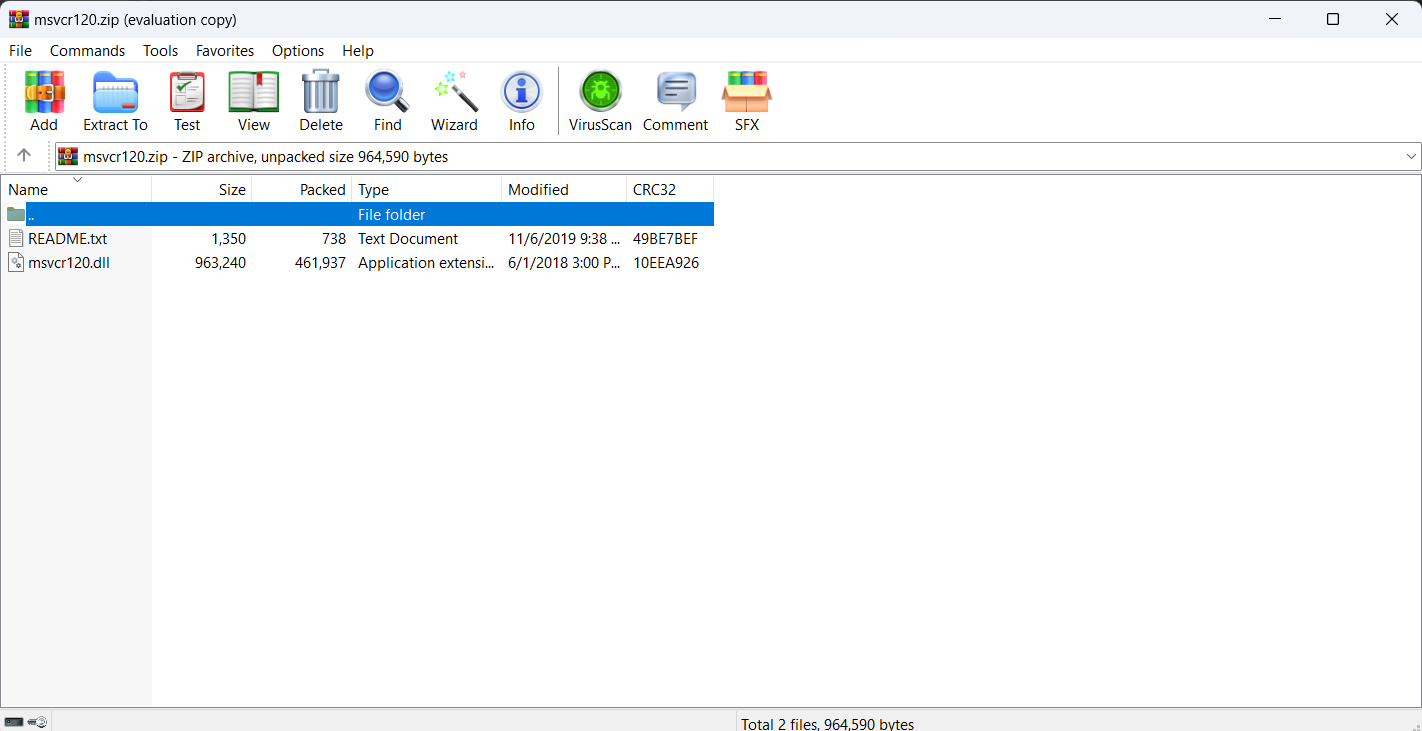 msvcr120.zip (evaluation copy)
File Commands Tools Favorites Options Help
Add Extract To Test View Delete Find Wizard Info VirusScan Comment SFX
msvcr120.zip - ZIP archive, unpacked size 964,590 bytes
Name Size Packed Type Modified CRC32
.. File folder
README.txt 1,350 738 Text Document 11/6/2019 9:38 ... 49BE7BEF
msvcr120.dll 963,240 461,937 Application extensi... 6/1/2018 3:00 P... 10EEA926
Total 2 files, 964,590 bytes